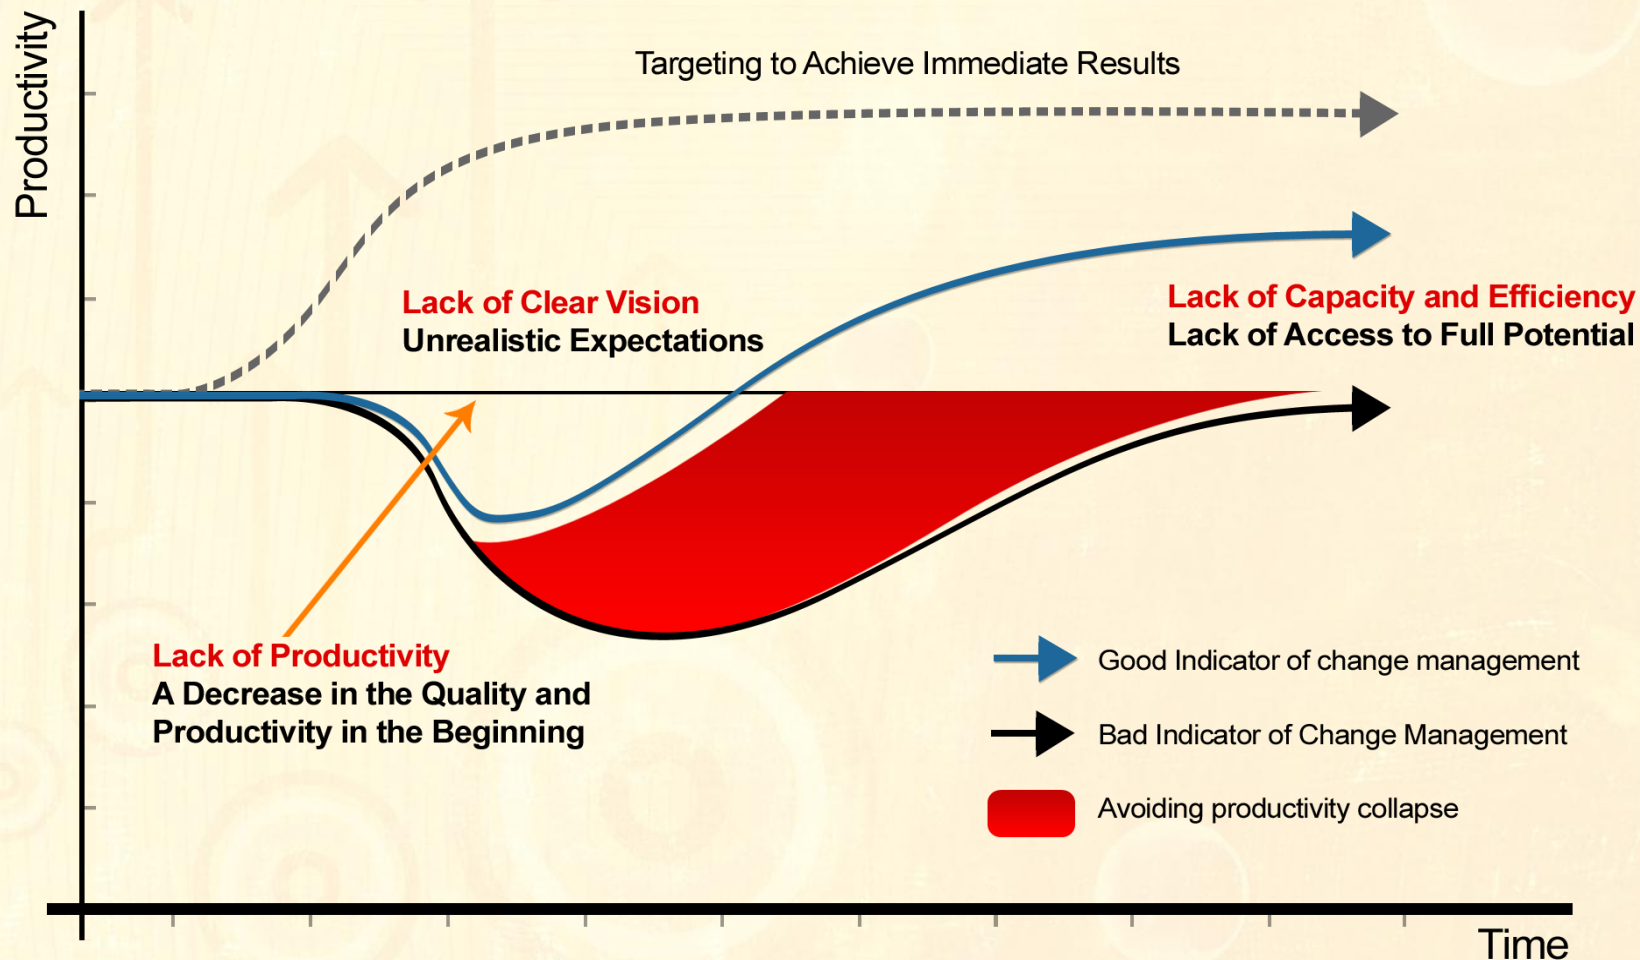 Productivity
Targeting to Achieve Immediate Results
Lack of Clear Vision
Unrealistic Expectations
Lack of Capacity and Efficiency
Lack of Access to Full Potential
Lack of Productivity
A Decrease in the Quality and
Productivity in the Beginning
Good Indicator of change management
Bad Indicator of Change Management
Avoiding productivity collapse
Time